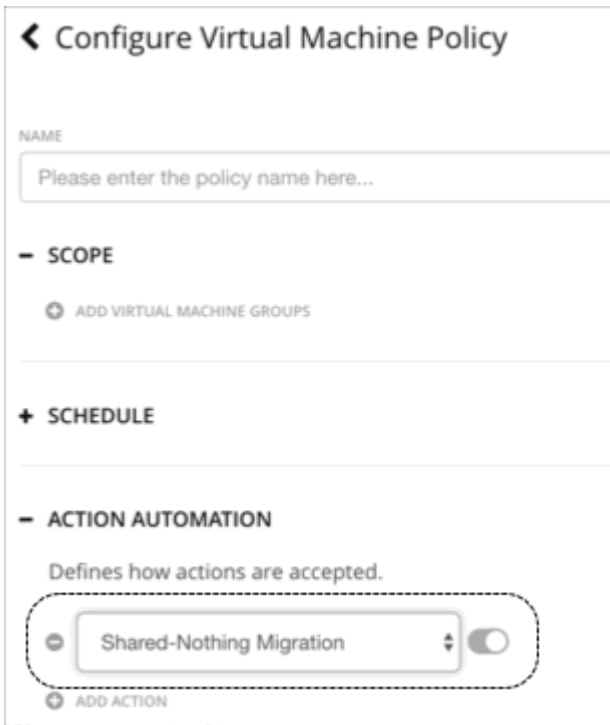 Configure Virtual Machine Policy
NAME
Please enter the policy name here...
SCOPE
ADD VIRTUAL MACHINE GROUPS
SCHEDULE
ACTION AUTOMATION
Defines how actions are accepted.
Shared-Nothing Migration
ADD ACTION